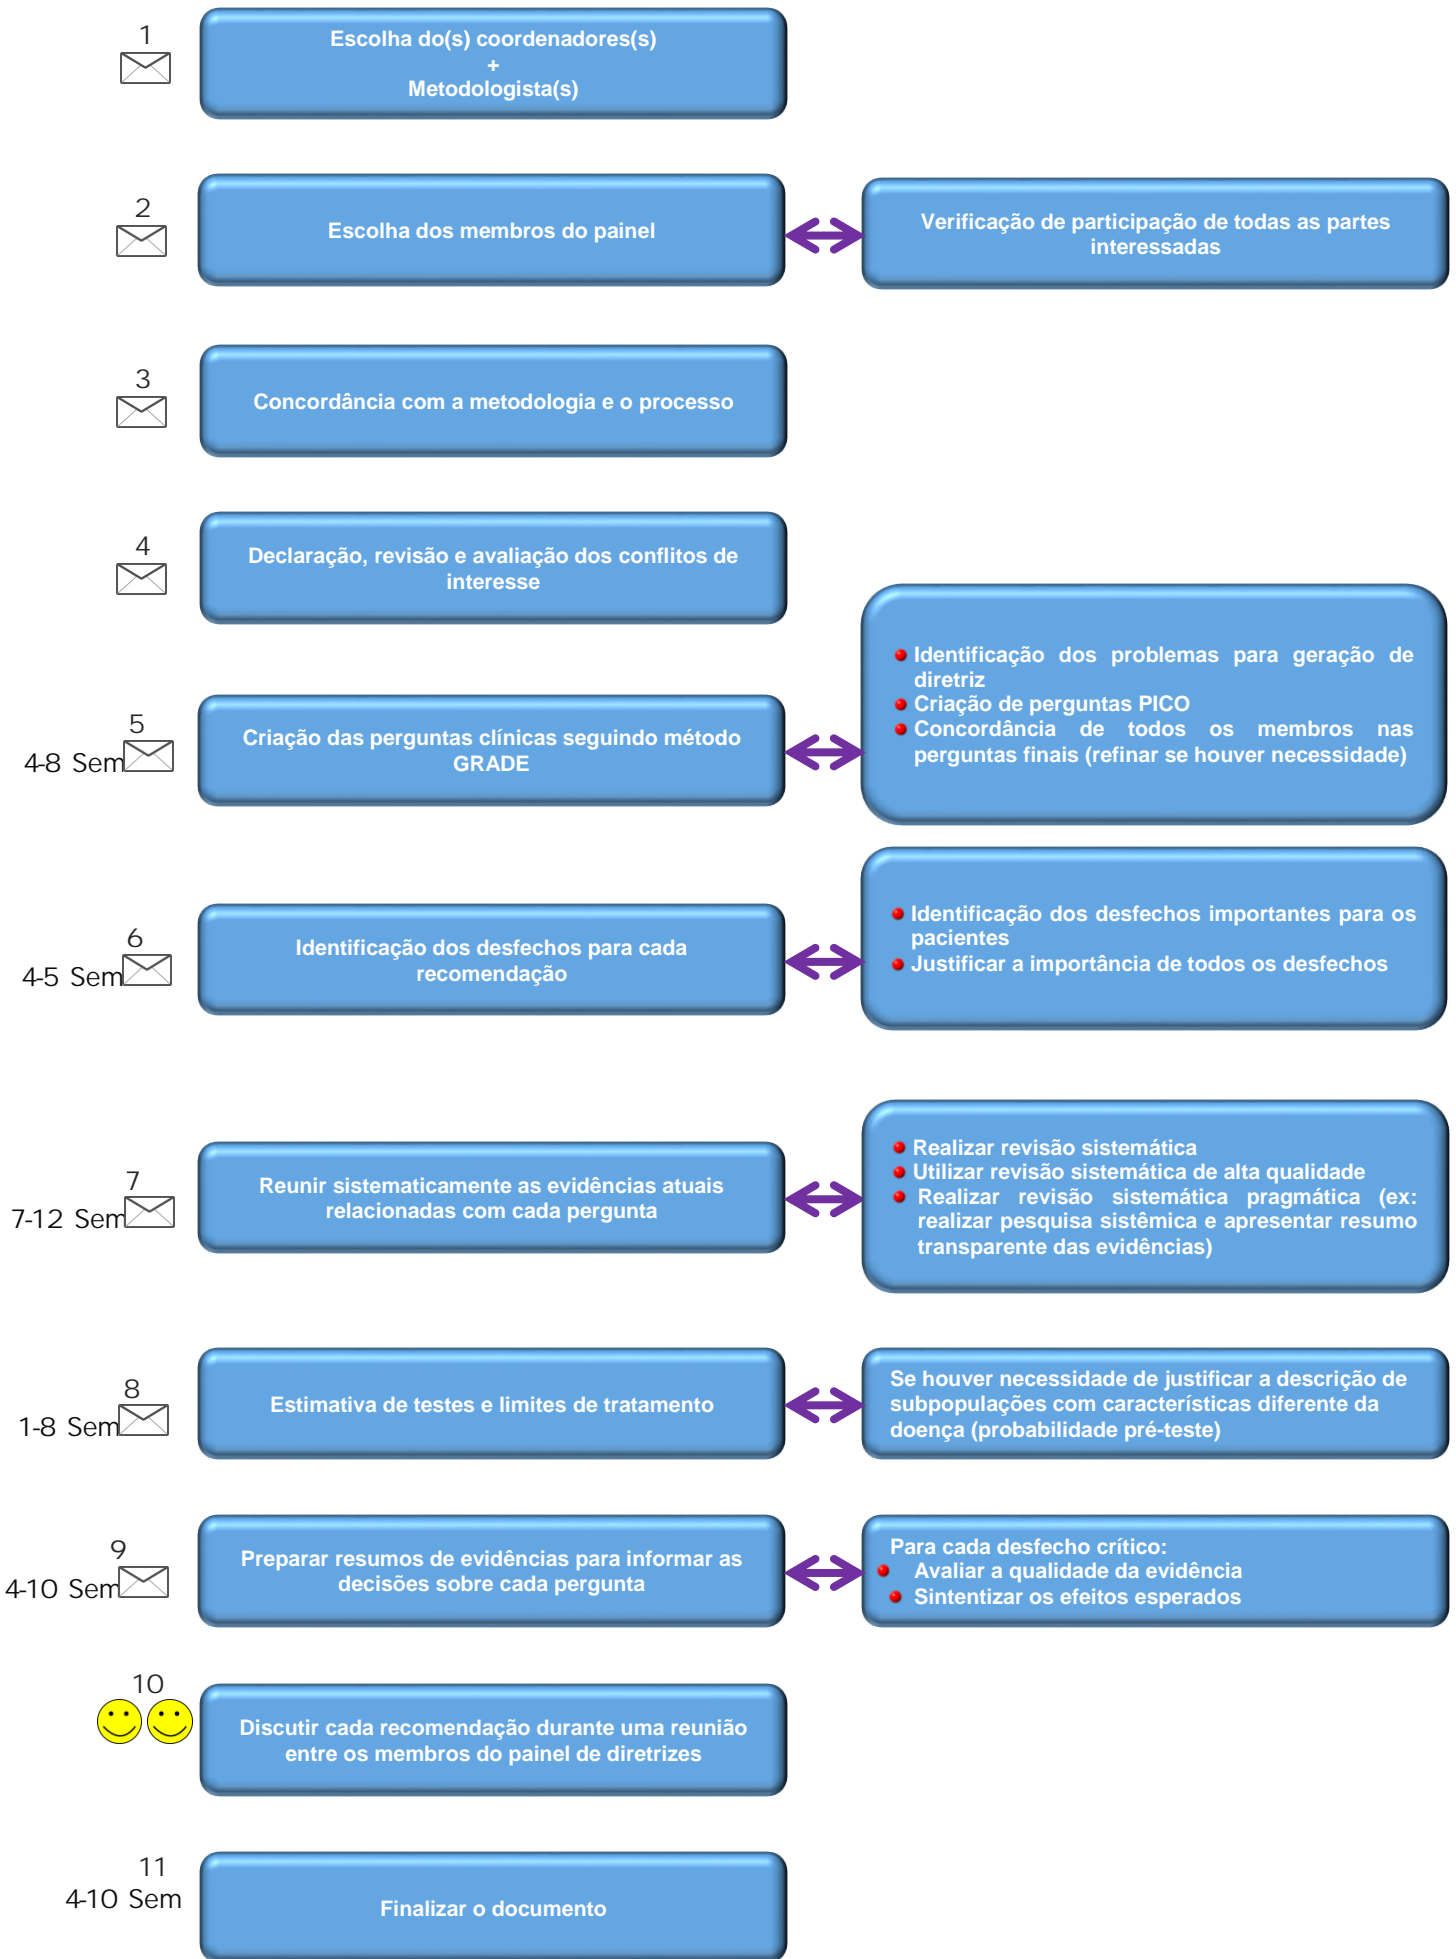 1
Escolha do(s) coordenadores(s)
+
Metodologista(s)
2
Escolha dos membros do painel
Verificação de participação de todas as partes
interessadas
3
Concordância com a metodologia e o processo
4
Declaração, revisão e avaliação dos conflitos de
interesse
5
4-8 Sem
Criação das perguntas clínicas seguindo método
GRADE
Identificação dos problemas para geração de
diretriz
Criação de perguntas PICO
Concordância de todos os membros nas
perguntas finais (refinar se houver necessidade)
6
4-5 Sem
Identificação dos desfechos para cada
recomendação
Identificação dos desfechos importantes para os
pacientes
Justificar a importância de todos os desfechos
7
7-12 Sem
Reunir sistematicamente as evidências atuais
relacionadas com cada pergunta
Realizar revisão sistemática
Utilizar revisão sistemática de alta qualidade
Realizar revisão sistemática pragmática (ex:
realizar pesquisa sistêmica e apresentar resumo
transparente das evidências)
8
1-8 Sem
Estimativa de testes e limites de tratamento
Se houver necessidade de justificar a descrição de
subpopulações com características diferente da
doença (probabilidade pré-teste)
9
4-10 Sem
Preparar resumos de evidências para informar as
decisões sobre cada pergunta
Para cada desfecho crítico:
Avaliar a qualidade da evidência
Sintentizar os efeitos esperados
10
Discutir cada recomendação durante uma reunião
entre os membros do painel de diretrizes
11
4-10 Sem
Finalizar o documento